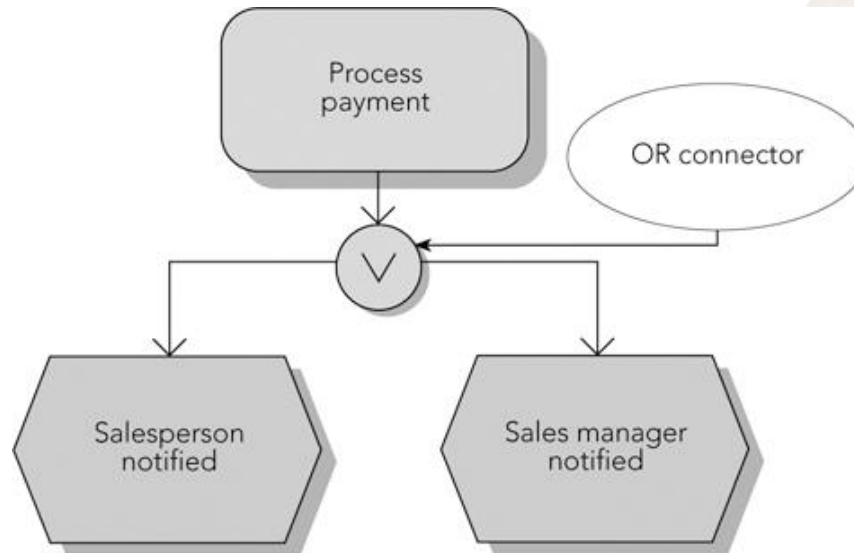 Process
payment
OR connector
V
Salesperson
notified
Sales manager
notified